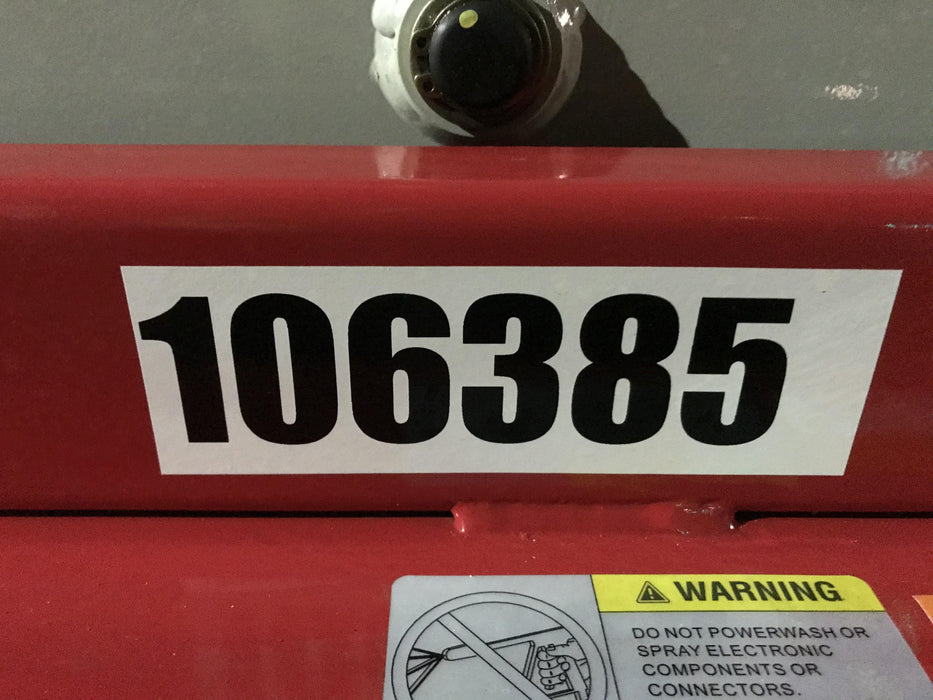 106385
WARNING
DO NOT POWERWASH OR
SPRAY ELECTRONIC
COMPONENTS OR
CONNECTORS.